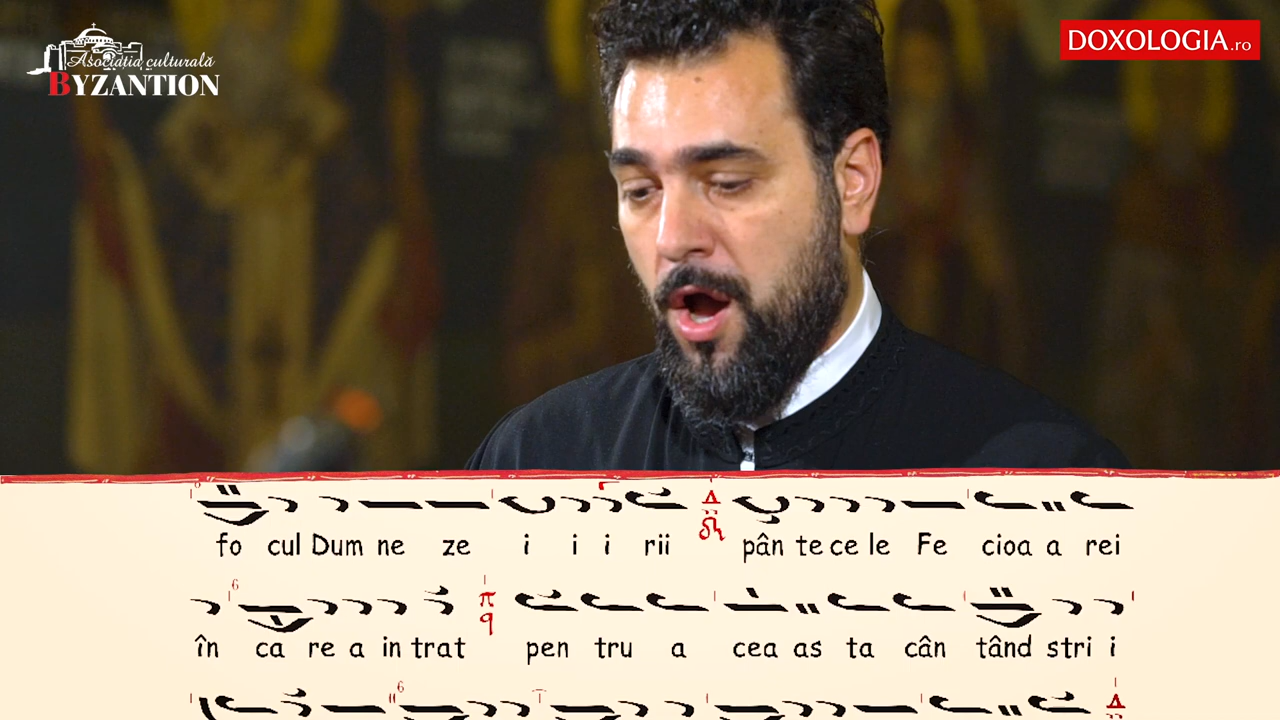 Asociația culturală
BYZANTION
DOXOLOGIA.ro
fo cul Dum ne ze i i i rii pân te ce le Fe cioa a rei
în ca re a in trat pen tru a cea as ta cân tând stri i